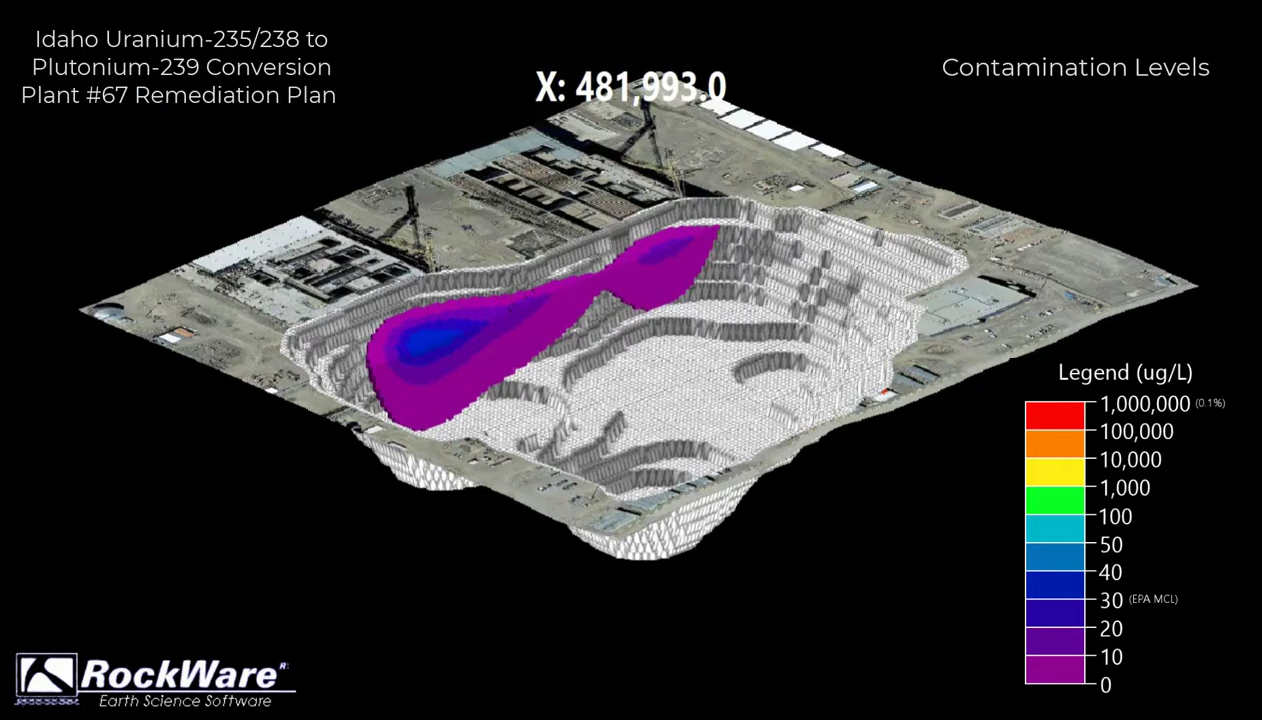 Idaho Uranium-235/238 to
Plutonium-239 Conversion
Plant #67 Remediation Plan
X: 481,993.0
Contamination Levels
Legend (ug/L)
1,000,000 (0.1%)
100,000
10,000
1,000
100
50
40
30 (EPA MCL)
20
10
0
RockWare®
Earth Science Software